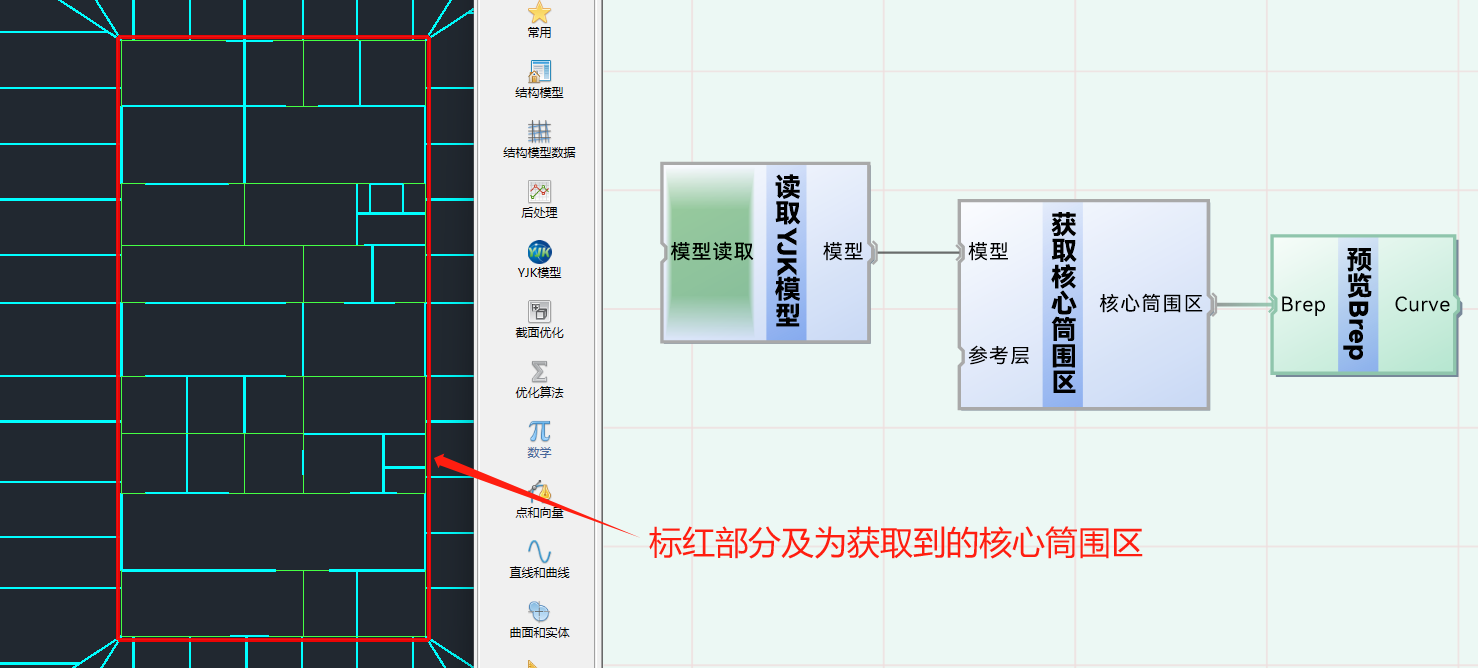 常用
结构模型
结构模型数据
后处理
YJK
YJK模型
截面优化
优化算法
数学
点和向量
直线和曲线
曲面和实体
模型读取
读取YJK模型
模型
模型
参考层
获取核心筒围区
核心筒围区
Brep
预览Brep
Curve
标红部分及为获取到的核心筒围区